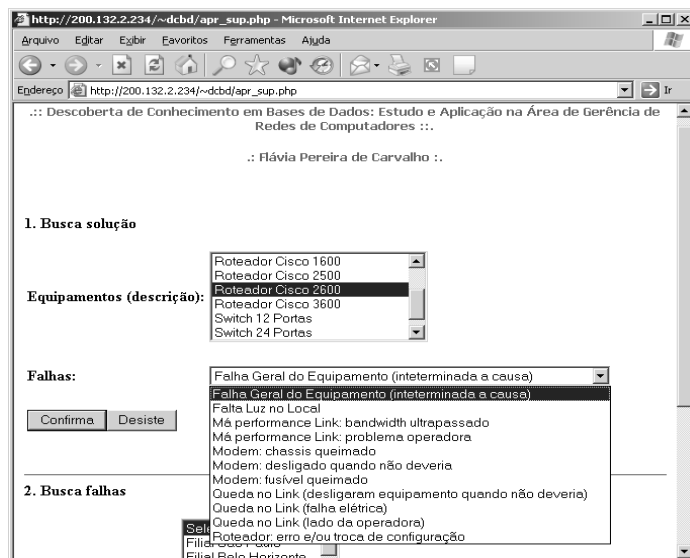 http://200.132.2.234/~dcbd/apr_sup.php - Microsoft Internet Explorer
Arquivo Editar Exibir Favoritos Ferramentas Ajuda
Endereço http://200.132.2.234/~dcbd/apr_sup.php Ir
.:: Descoberta de Conhecimento em Bases de Dados: Estudo e Aplicação na Área de Gerência de
Redes de Computadores ::.
.: Flávia Pereira de Carvalho :.
1. Busca solução
Equipamentos (descrição):
Roteador Cisco 1600
Roteador Cisco 2500
Roteador Cisco 2600
Roteador Cisco 3600
Switch 12 Portas
Switch 24 Portas
Falhas:
Falha Geral do Equipamento (inteterminada a causa)
Falha Geral do Equipamento (inteterminada a causa)
Falta Luz no Local
Má performance Link: bandwidth ultrapassado
Má performance Link: problema operadora
Modem: chassis queimado
Modem: desligado quando não deveria
Modem: fusível queimado
Queda no Link (desligaram equipamento quando não deveria)
Queda no Link (falha elétrica)
Queda no Link (lado da operadora)
Roteador: erro e/ou troca de configuração
Confirma Desiste
2. Busca falhas
Filial São Paulo
Filial Belo Horizonte